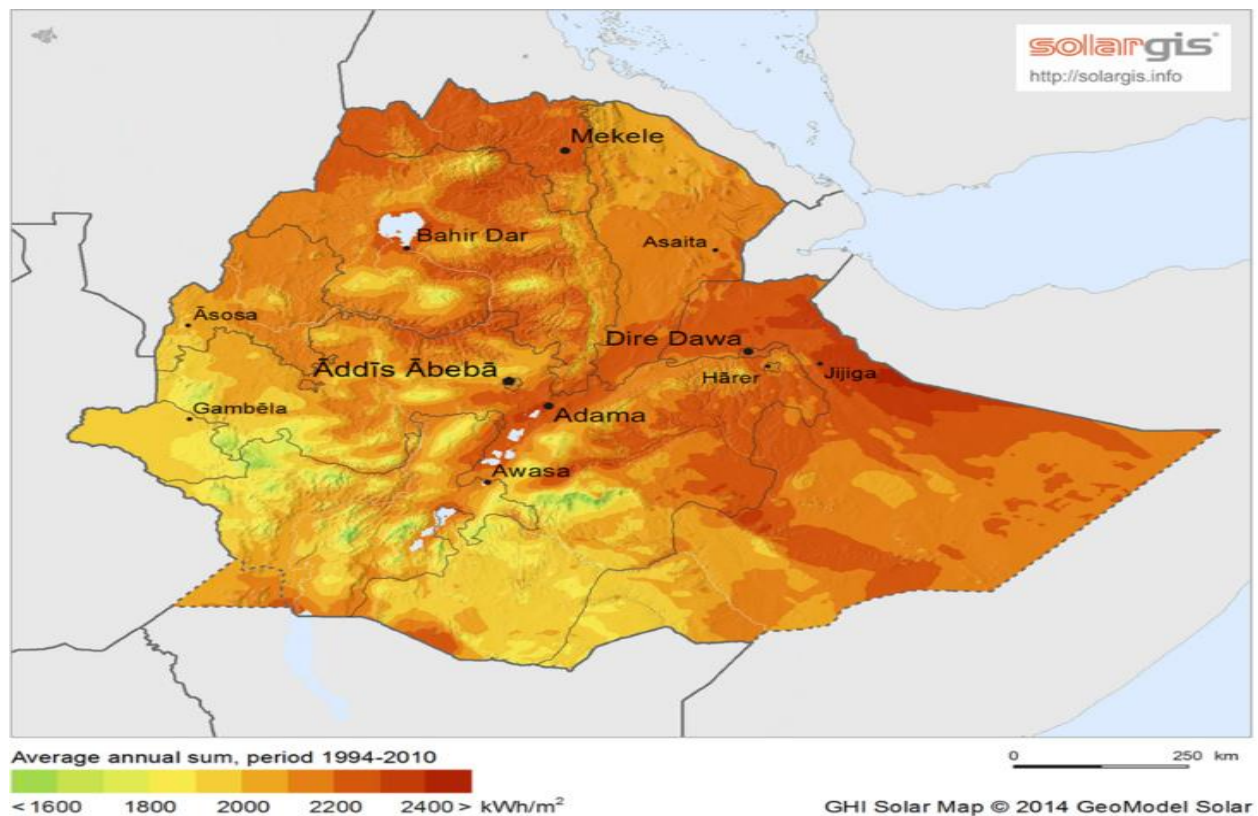 solargis
http://solargis.info
Mekele
Bahir Dar
Asaita
Āsosa
Dire Dawa
Āddīs Ābebā
Hārer
Jijiga
Gambēla
Adama
Awasa
Average annual sum, period 1994-2010
0 250 km
< 1600 1800 2000 2200 2400 > kWh/m²
GHI Solar Map © 2014 GeoModel Solar